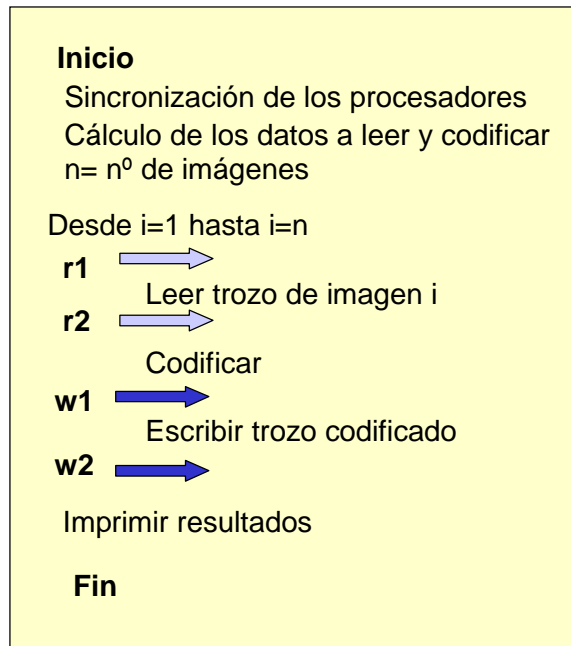 Inicio
Sincronización de los procesadores
Cálculo de los datos a leer y codificar
n= nº de imágenes
Desde i=1 hasta i=n
r1
Leer trozo de imagen i
r2
Codificar
w1
Escribir trozo codificado
w2
Imprimir resultados
Fin